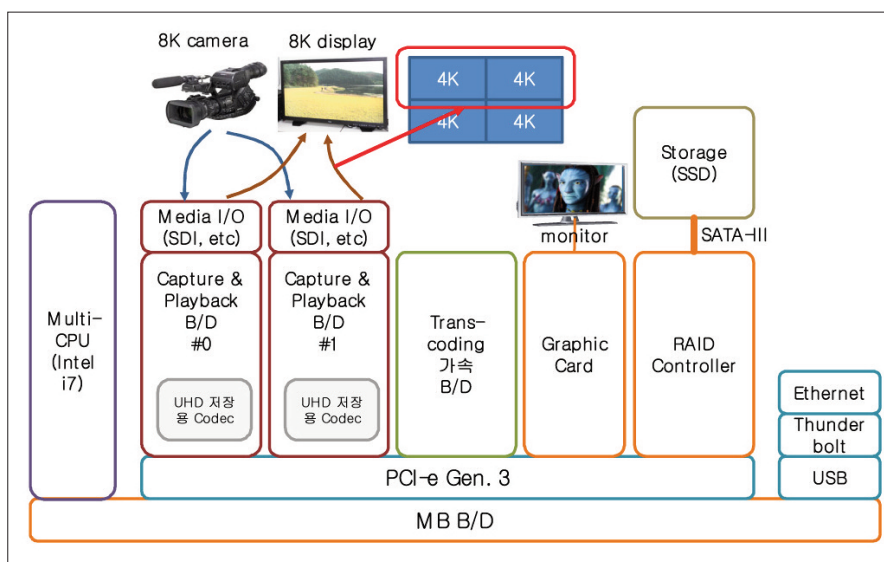 8K camera
8K display
4K
4K
4K
4K
Storage
(SSD)
Media I/O
(SDI, etc)
Media I/O
(SDI, etc)
monitor
SATA-III
Multi-
CPU
(Intel
i7)
Capture &
Playback
B/D
#0
UHD 저장
용 Codec
Capture &
Playback
B/D
#1
UHD 저장
용 Codec
Trans-
coding
가속
B/D
Graphic
Card
RAID
Controller
Ethernet
Thunder
bolt
USB
PCI-e Gen. 3
MB B/D